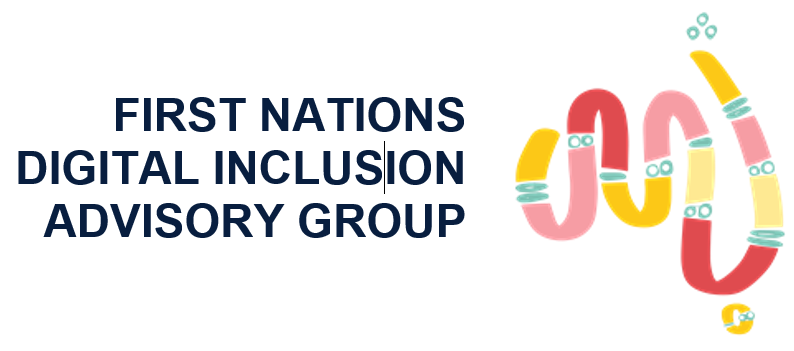 FIRST NATIONS
DIGITAL INCLUSION
ADVISORY GROUP